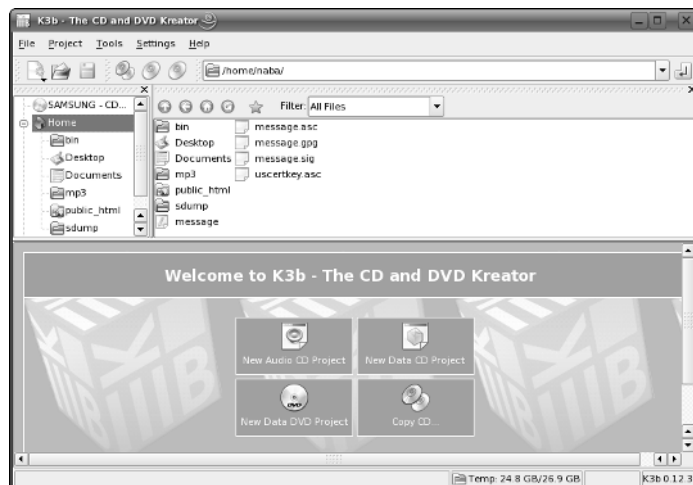 K3b - The CD and DVD Kreator
File Project Tools Settings Help
/home/naba/
SAMSUNG - CD...
Home
bin
Desktop
Documents
mp3
public_html
sdump
Filter: All Files
bin message.asc
Desktop message.gpg
Documents message.sig
mp3 uscertkey.asc
public_html
sdump
message
Welcome to K3b - The CD and DVD Kreator
New Audio CD Project New Data CD Project
New Data DVD Project Copy CD...
Temp: 24.8 GB/26.9 GB K3b 0.12.3